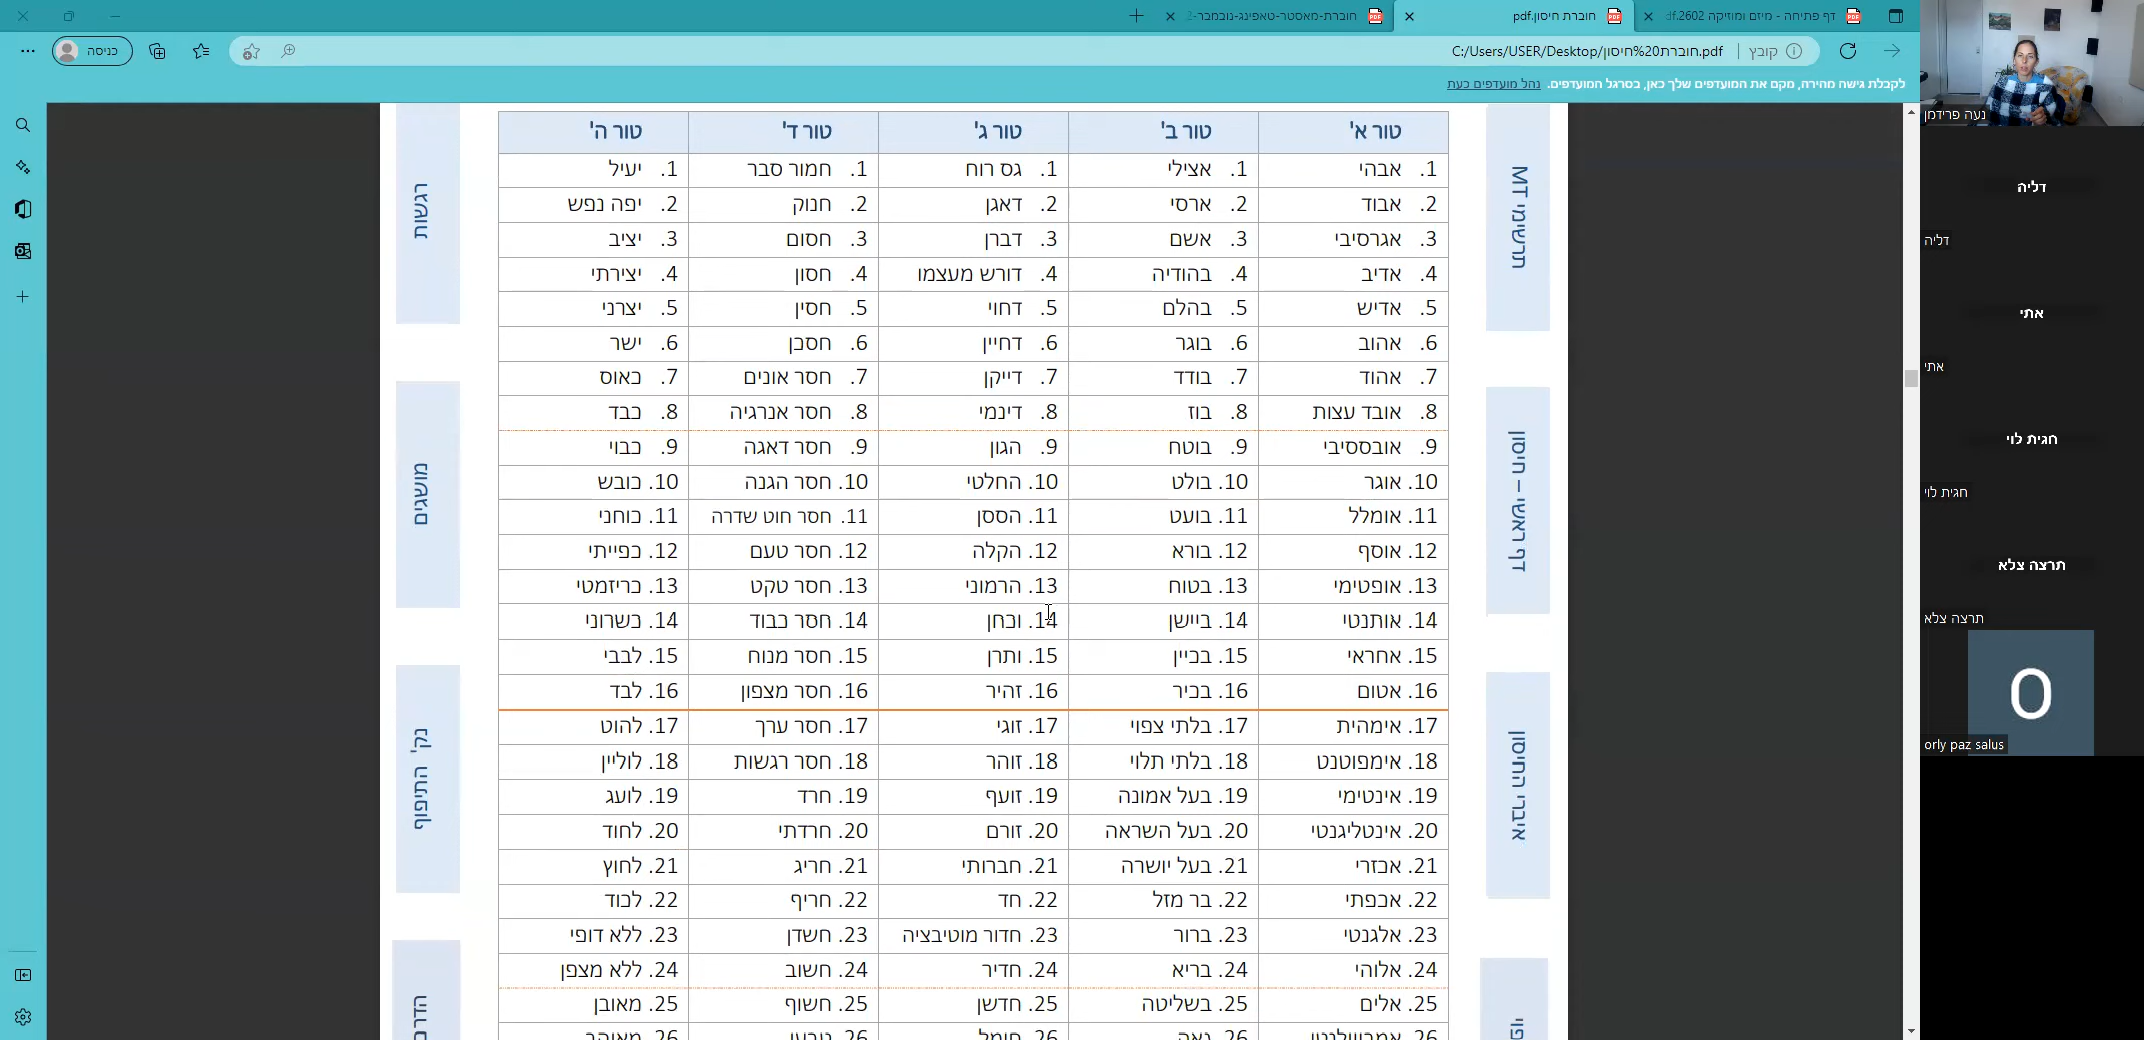 חוברת-מאסטר-טאפינג-נובמבר-2
חוברת חיסון.pdf
דף פתיחה - מיזם ומוזיקה 2602.pdf
כניסה
קובץ C:/Users/USER/Desktop/חוברת%20חיסון.pdf
לקבלת גישה מהירה, מקם את המועדפים שלך כאן, בסרגל המועדפים. נהל מועדפים כעת
טור א' טור ב' טור ג' טור ד' טור ה'
1. אבהי 1. אצילי 1. גס רוח 1. חמור סבר 1. יעיל
2. אבוד 2. ארסי 2. דאגן 2. חנוק 2. יפה נפש
3. אגרסיבי 3. אשם 3. דברן 3. חסום 3. יציב
4. אדיב 4. בהודיה 4. דורש מעצמו 4. חסון 4. יצירתי
5. אדיש 5. בהלם 5. דחוי 5. חסין 5. יצרני
6. אהוב 6. בוגר 6. דחיין 6. חסכן 6. ישר
7. אהוד 7. בודד 7. דייקן 7. חסר אונים 7. כאוס
8. אובד עצות 8. בוז 8. דינמי 8. חסר אנרגיה 8. כבד
9. אובססיבי 9. בוטח 9. הגון 9. חסר דאגה 9. כבוי
10. אוגר 10. בולט 10. החלטי 10. חסר הגנה 10. כובש
11. אומלל 11. בועט 11. הססן 11. חסר חוט שדרה 11. כוחני
12. אוסף 12. בורא 12. הקלה 12. חסר טעם 12. כפייתי
13. אופטימי 13. בטוח 13. הרמוני 13. חסר טקט 13. כריזמטי
14. אותנטי 14. ביישן 14. וכחן 14. חסר כבוד 14. כשרוני
15. אחראי 15. בכיין 15. ותרן 15. חסר מנוח 15. לבבי
16. אטום 16. בכיר 16. זהיר 16. חסר מצפון 16. לבד
17. אימהית 17. בלתי צפוי 17. זוגי 17. חסר ערך 17. להוט
18. אימפוטנט 18. בלתי תלוי 18. זוהר 18. חסר רגשות 18. לוליין
19. אינטימי 19. בעל אמונה 19. זועף 19. חרד 19. לועג
20. אינטליגנטי 20. בעל השראה 20. זורם 20. חרדתי 20. לחוד
21. אכזרי 21. בעל יושרה 21. חברותי 21. חריג 21. לחוץ
22. אכפתי 22. בר מזל 22. חד 22. חריף 22. לכוד
23. אלגנטי 23. ברור 23. חדור מוטיבציה 23. חשדן 23. ללא דופי
24. אלוהי 24. בריא 24. חדיר 24. חשוב 24. ללא מצפן
25. אלים 25. בשליטה 25. חדשן 25. חשוף 25. מאובן
תרשימי MT
דף ראשי – חיסון
איברי החיסון
רגשות
מושגים
נק' התיפוף
נעה פרידמן
דליה
דליה
אתי
אתי
חגית לוי
חגית לוי
תרצה צלא
תרצה צלא
O
orly paz salus